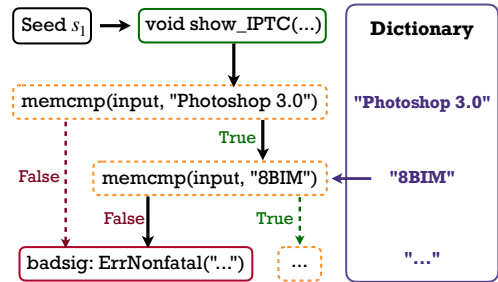 Seed s₁
void show_IPTC(...)
Dictionary
memcmp(input, "Photoshop 3.0")
"Photoshop 3.0"
True
False
memcmp(input, "8BIM")
"8BIM"
False
True
badsig: ErrNonfatal("...")
...
"..."